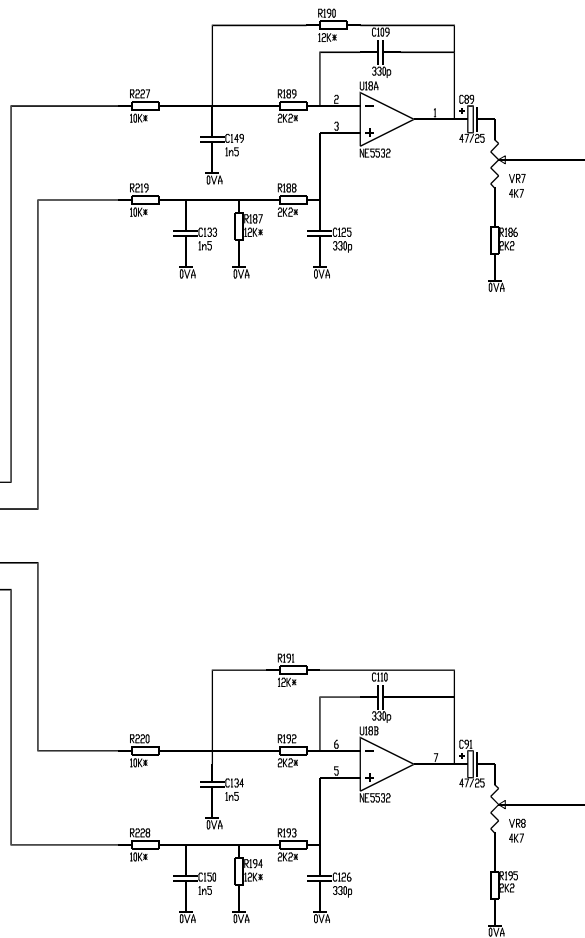 R190
12K*
C109
330p
R227
10K*
R189
2K2*
U18A
2
3
1
NE5532
C89
+
47/25
C149
1n5
0VA
VR7
4K7
R219
10K*
R188
2K2*
C133
1n5
R187
12K*
C125
330p
R186
2K2
0VA
0VA
0VA
0VA
R191
12K*
C110
330p
R220
10K*
R192
2K2*
U18B
6
5
7
NE5532
C91
+
47/25
C134
1n5
0VA
VR8
4K7
R228
10K*
R193
2K2*
C150
1n5
R194
12K*
C126
330p
R195
2K2
0VA
0VA
0VA
0VA